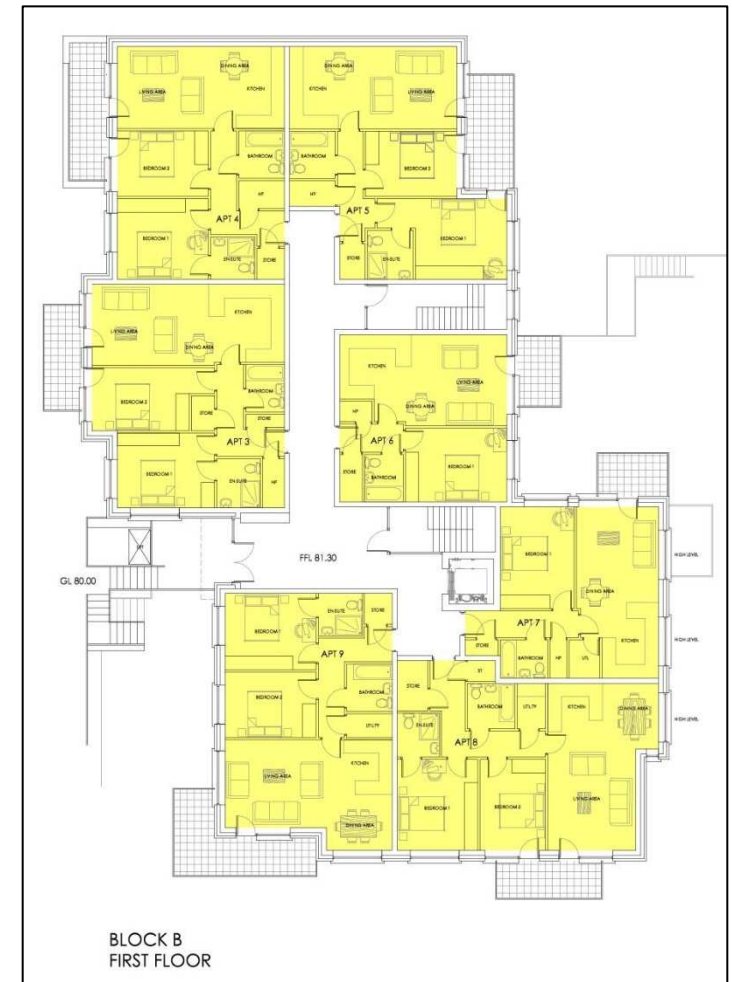 DINING AREA
DINING AREA
LIVING AREA
KITCHEN
KITCHEN
LIVING AREA
BEDROOM 2
BATHROOM
BATHROOM
BEDROOM 2
HP
HP
APT 4
APT 5
BEDROOM 1
BEDROOM 1
EN SUITE
STORE
STORE
EN SUITE
KITCHEN
LIVING AREA
DINING AREA
KITCHEN
LIVING AREA
BATHROOM
BEDROOM 2
DINING AREA
STORE
STORE
HP
APT 3
APT 6
BEDROOM 1
EN SUITE
HP
STORE
BATHROOM
BEDROOM 1
LIFT
FFL 81.30
GL 80.00
BEDROOM 1
LIVING AREA
HIGH LEVEL
DINING AREA
EN SUITE
STORE
BEDROOM 1
APT 7
KITCHEN
HIGH LEVEL
APT 9
STORE
BATHROOM
HP
UTL
STORE
ST
BEDROOM 2
BATHROOM
BATHROOM
UTILITY
KITCHEN
DINING AREA
HIGH LEVEL
UTILITY
EN SUITE
APT 8
KITCHEN
LIVING AREA
LIVING AREA
BEDROOM 1
BEDROOM 2
DINING AREA
BLOCK B
FIRST FLOOR